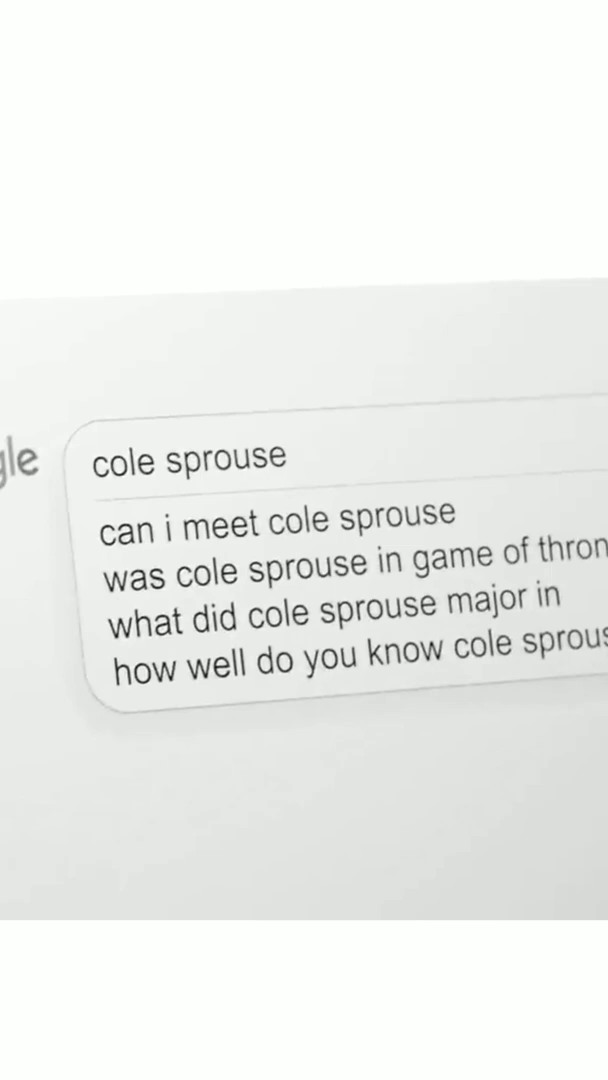 gle
cole sprouse
can i meet cole sprouse
was cole sprouse in game of thron
what did cole sprouse major in
how well do you know cole sprous